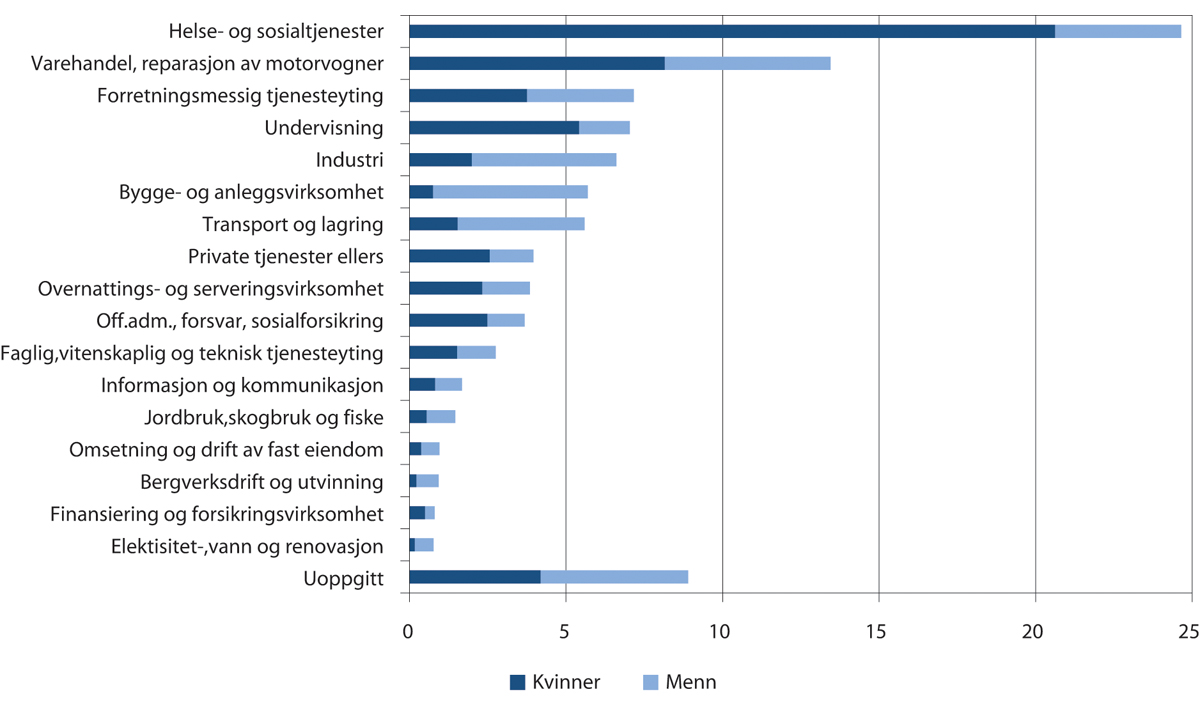 Helse- og sosialtjenester
Varehandel, reparasjon av motorvogner
Forretningsmessig tjenesteyting
Undervisning
Industri
Bygge- og anleggsvirksomhet
Transport og lagring
Private tjenester ellers
Overnattings- og serveringsvirksomhet
Off.adm., forsvar, sosialforsikring
Faglig,vitenskaplig og teknisk tjenesteyting
Informasjon og kommunikasjon
Jordbruk,skogbruk og fiske
Omsetning og drift av fast eiendom
Bergverksdrift og utvinning
Finansiering og forsikringsvirksomhet
Elektisitet-,vann og renovasjon
Uoppgitt
0 5 10 15 20 25
Kvinner Menn